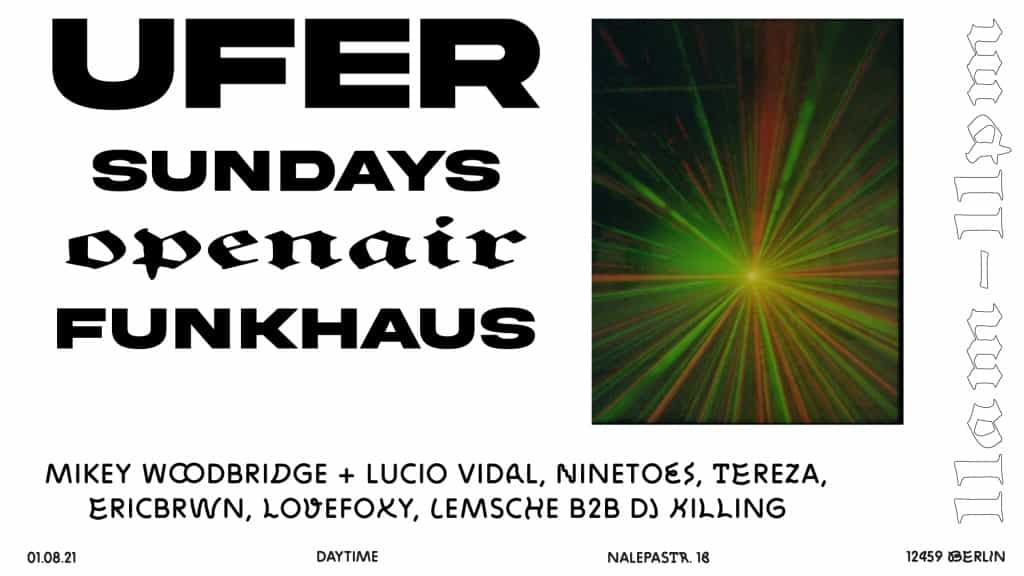 UFER
SUNDAYS
openair
FUNKHAUS
11am-11pm
MIKEY WOODBRIDGE + LUCIO VIDAL, NINETOES, TEREZA,
ERICBRWN, LOVEFOXY, LEMSCHE B2B DJ KILLING
01.08.21
DAYTIME
NALEPASTR. 18
12459 BERLIN